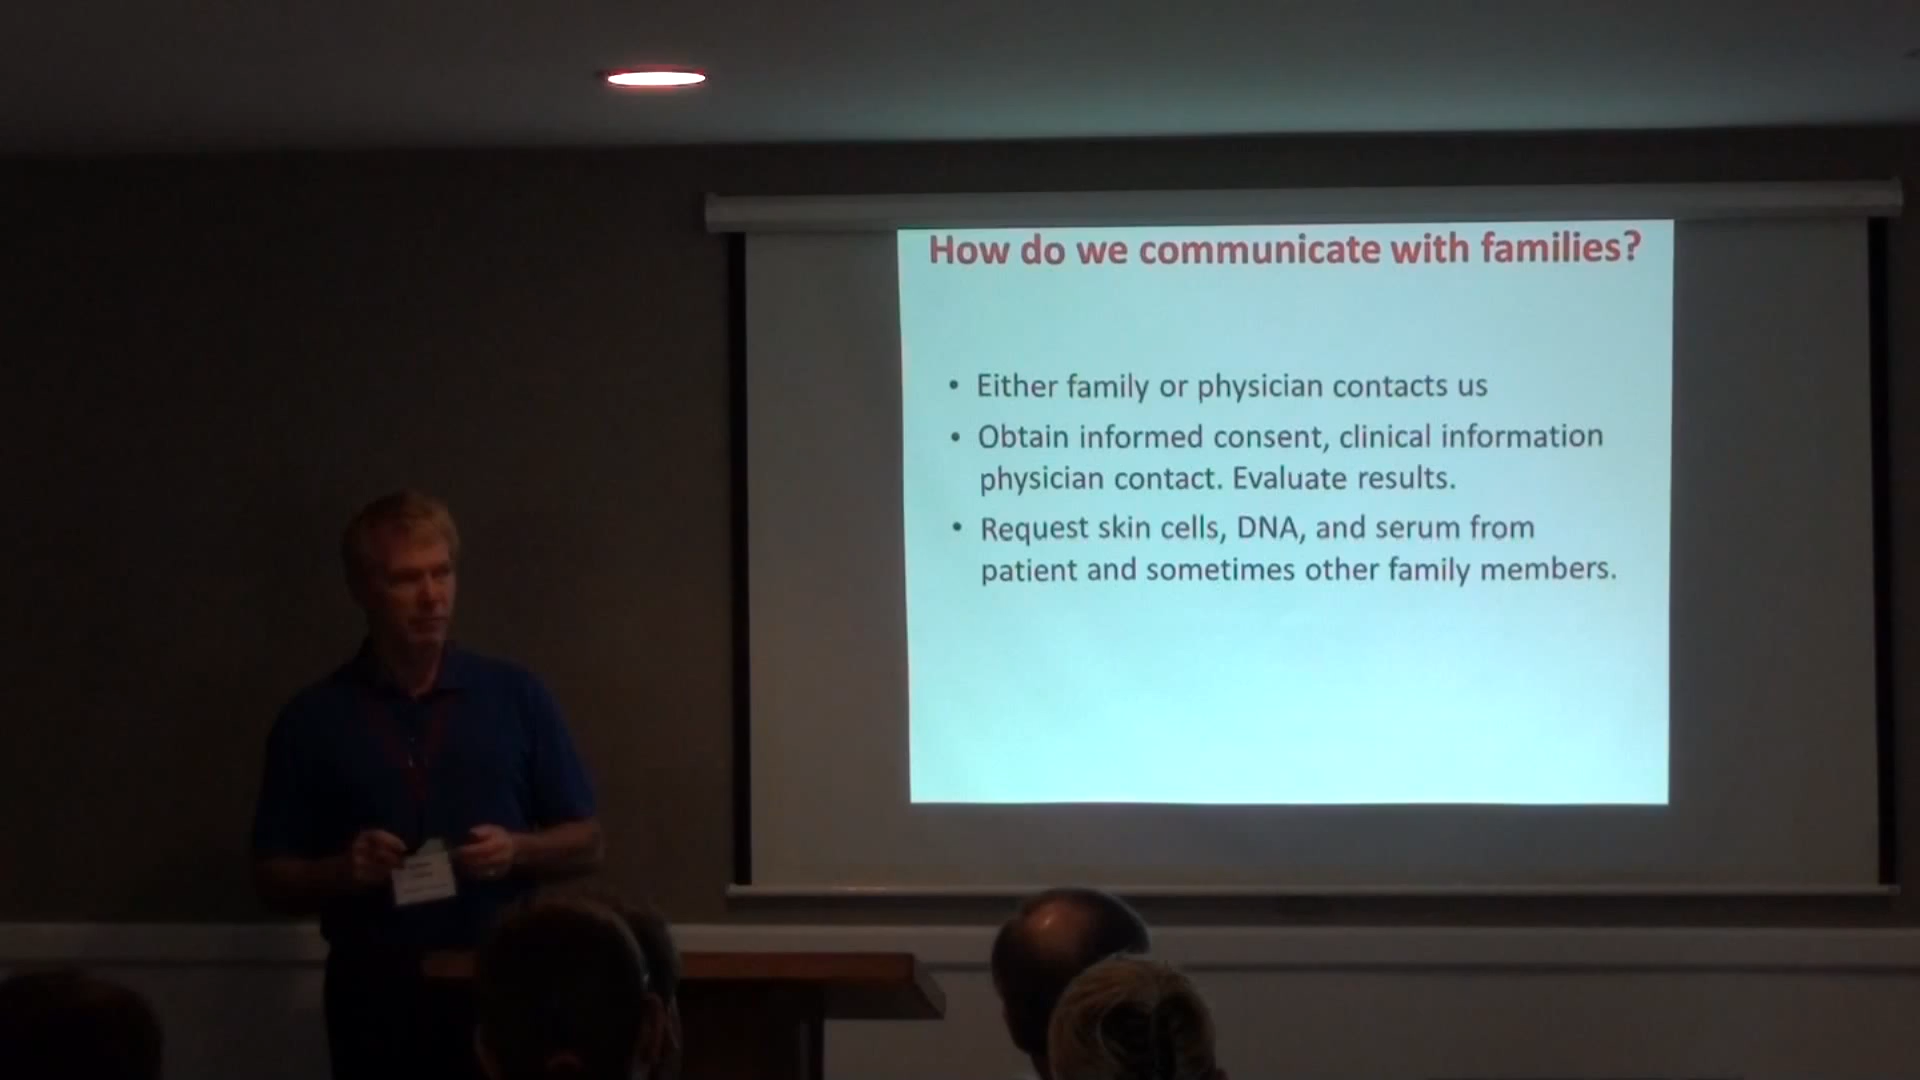 How do we communicate with families?
• Either family or physician contacts us
• Obtain informed consent, clinical information
physician contact. Evaluate results.
• Request skin cells, DNA, and serum from
patient and sometimes other family members.